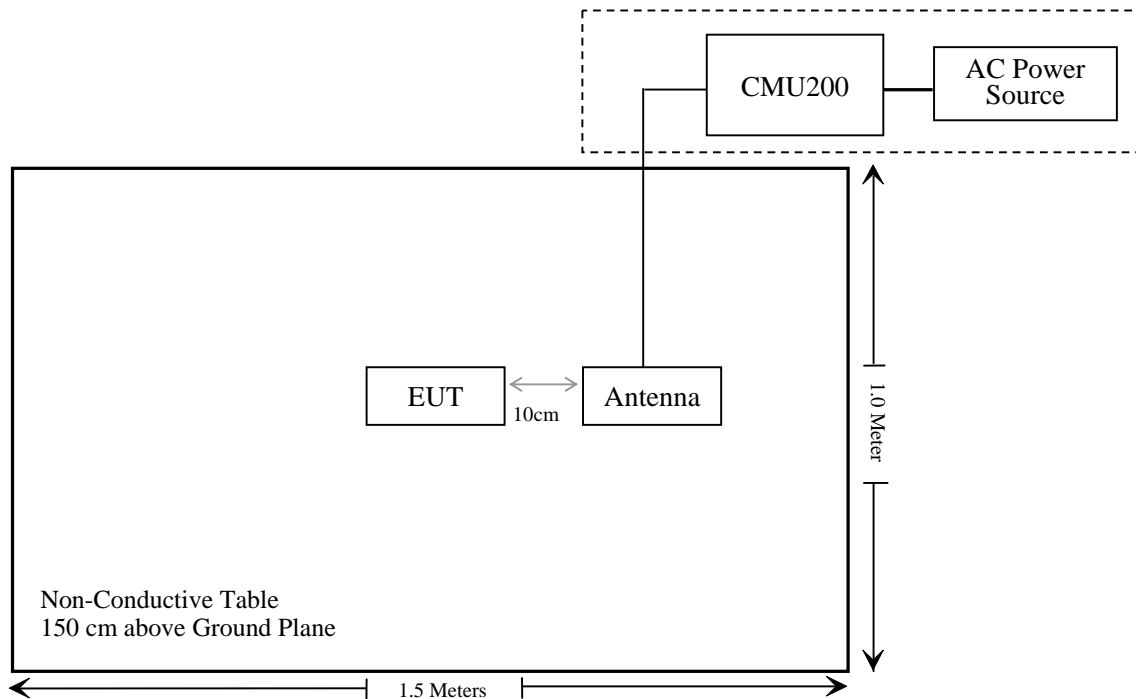 CMU200
AC Power
Source
EUT
10cm
Antenna
1.0 Meter
Non-Conductive Table
150 cm above Ground Plane
1.5 Meters